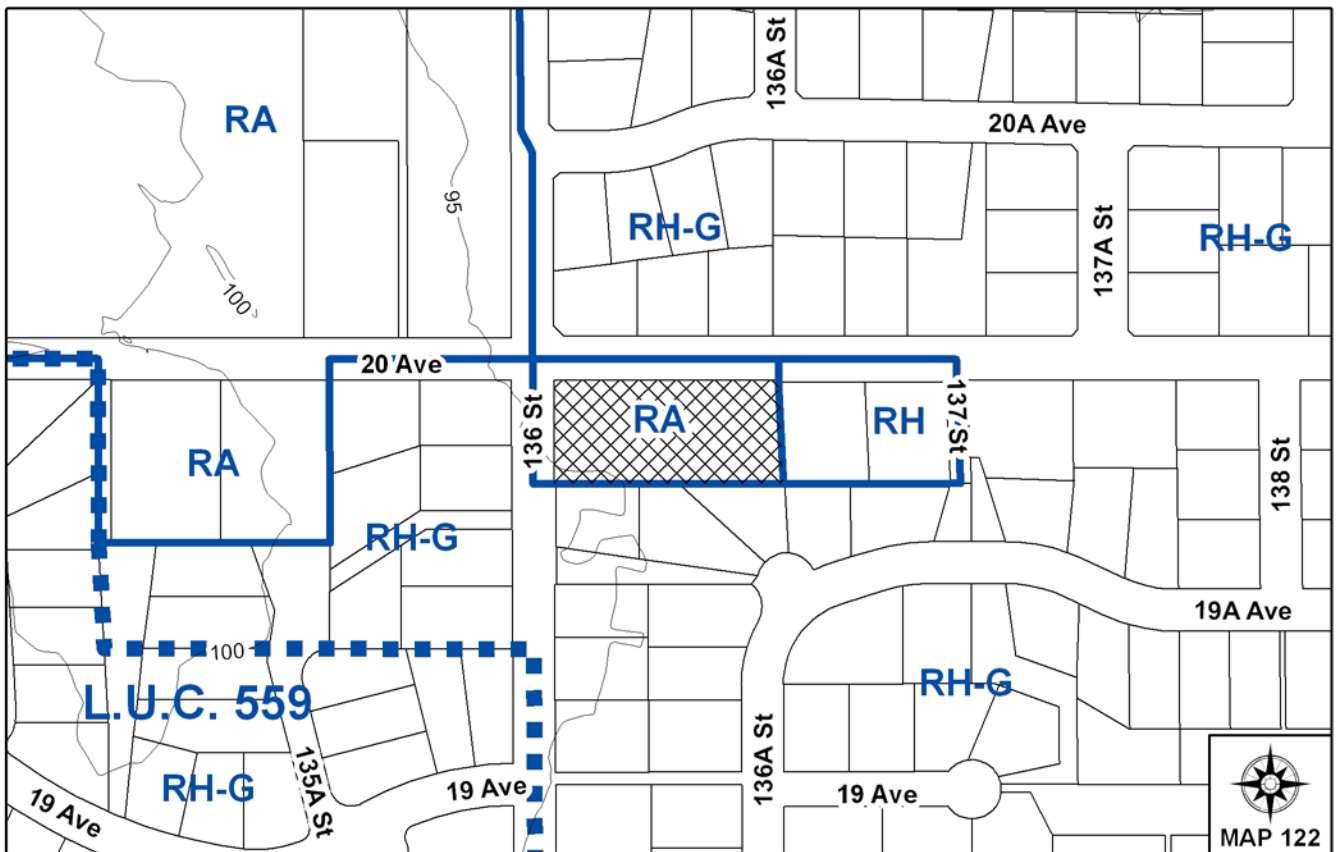 136A St
RA
20A Ave
95
RH-G
137A St
RH-G
100
20 Ave
136 St
RA
RH
137 St
RA
138 St
RH-G
100
19A Ave
L.U.C. 559
RH-G
135A St
136A St
RH-G
19 Ave
19 Ave
19 Ave
MAP 122